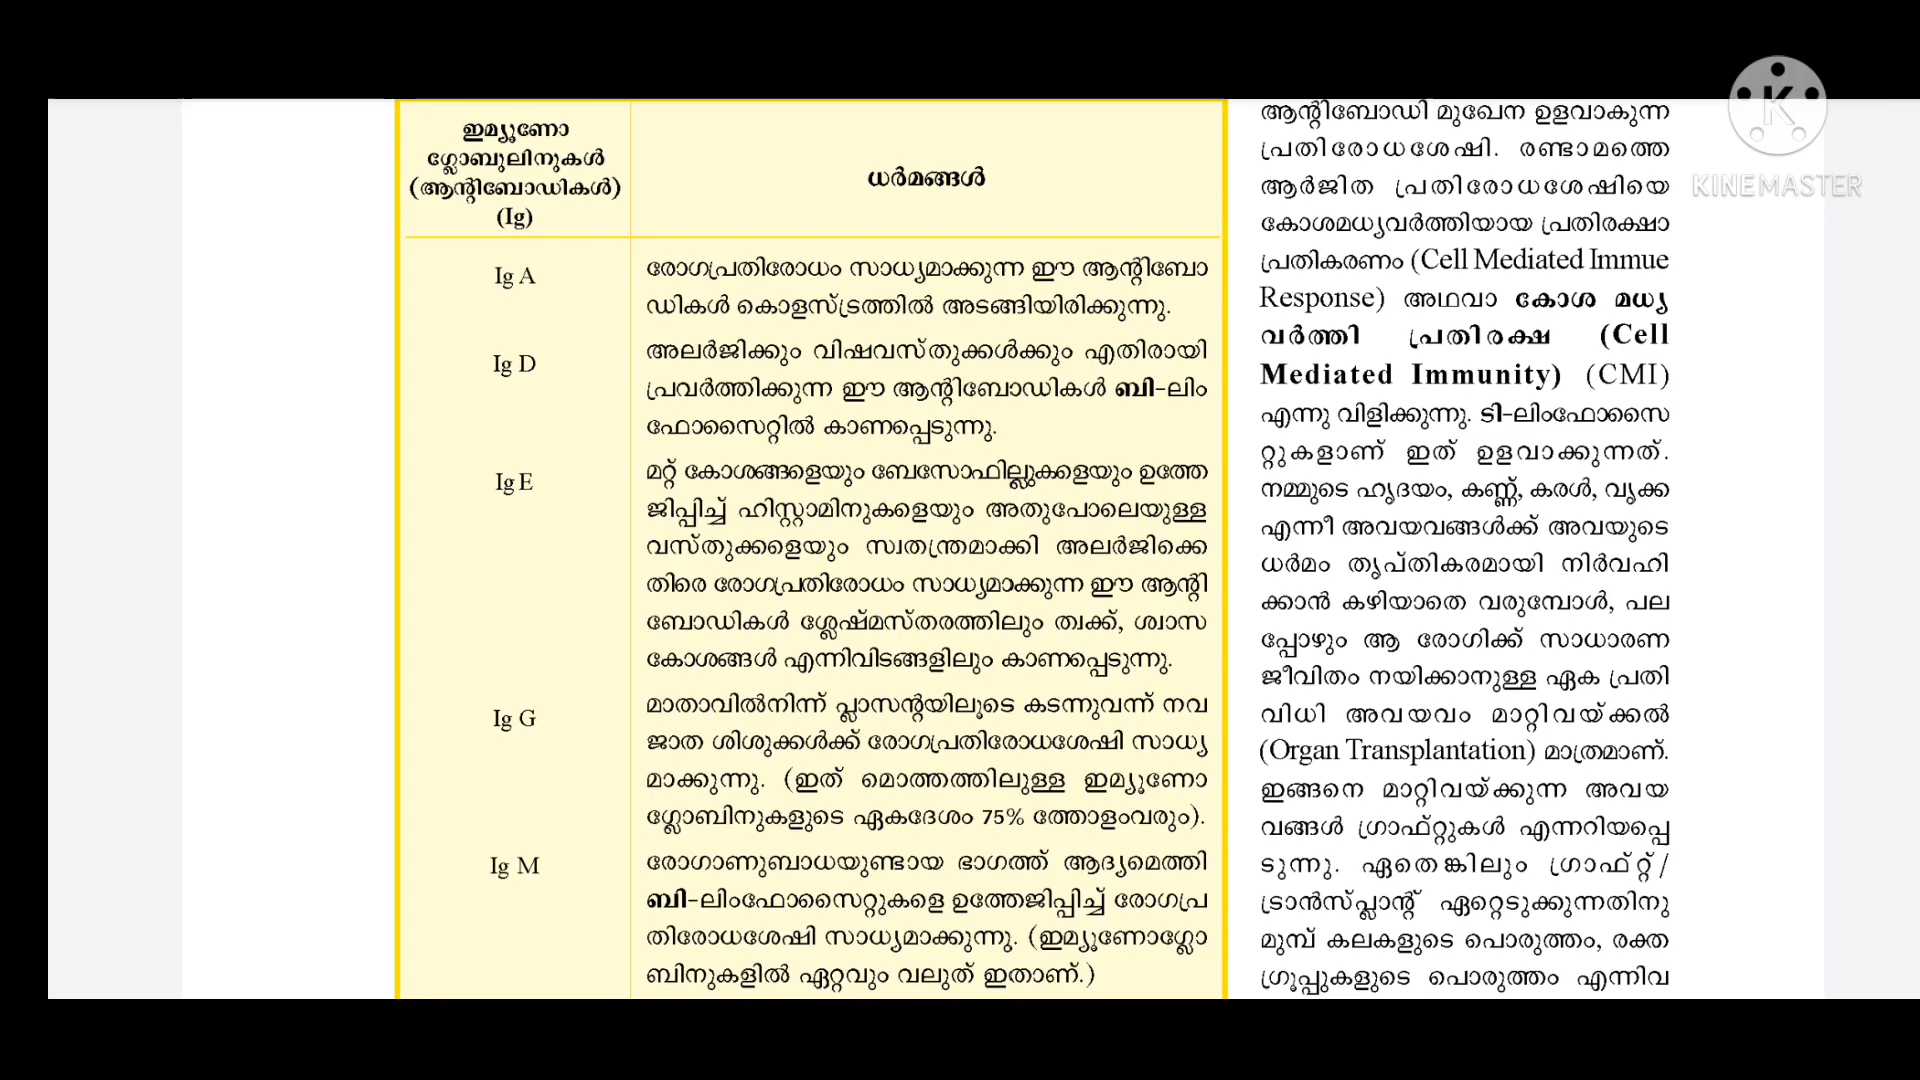 ഇമ്യൂണോ
ഗ്ലോബുലിനുകൾ
(ആന്റിബോഡികൾ)
(Ig)
ധർമങ്ങൾ
Ig A
രോഗപ്രതിരോധം സാധ്യമാക്കുന്ന ഈ ആന്റിബോ
ഡികൾ കൊളസ്ട്രത്തിൽ അടങ്ങിയിരിക്കുന്നു.
Ig D
അലർജിക്കും വിഷവസ്തുക്കൾക്കും എതിരായി
പ്രവർത്തിക്കുന്ന ഈ ആന്റിബോഡികൾ ബി-ലിം
ഫോസൈറ്റിൽ കാണപ്പെടുന്നു.
Ig E
മറ്റ് കോശങ്ങളെയും ബേസോഫില്ലുക്കളെയും ഉത്തേ
ജിപ്പിച്ച് ഹിസ്റ്റാമിനുകളെയും അതുപോലെയുള്ള
വസ്തുക്കളെയും സ്വതന്ത്രമാക്കി അലർജിക്കെ
തിരെ രോഗപ്രതിരോധം സാധ്യമാക്കുന്ന ഈ ആന്റി
ബോഡികൾ ശ്ലേഷ്മസ്തരത്തിലും ത്വക്ക്, ശ്വാസ
കോശങ്ങൾ എന്നിവിടങ്ങളിലും കാണപ്പെടുന്നു.
Ig G
മാതാവിൽനിന്ന് പ്ലാസന്റയിലൂടെ കടന്നുവന്ന് നവ
ജാത ശിശുക്കൾക്ക് രോഗപ്രതിരോധശേഷി സാധ്യ
മാക്കുന്നു. (ഇത് മൊത്തത്തിലുള്ള ഇമ്യൂണോ
ഗ്ലോബിനുകളുടെ ഏകദേശം 75% ത്തോളംവരും).
Ig M
രോഗാണുബാധയുണ്ടായ ഭാഗത്ത് ആദ്യമെത്തി
ബി-ലിംഫോസൈറ്റുകളെ ഉത്തേജിപ്പിച്ച് രോഗപ്ര
തിരോധശേഷി സാധ്യമാക്കുന്നു. (ഇമ്യൂണോഗ്ലോ
ബിനുകളിൽ ഏറ്റവും വലുത് ഇതാണ്.)
ആന്റിബോഡി മുഖേന ഉളവാകുന്ന
പ്രതിരോധശേഷി. രണ്ടാമത്തെ
ആർജിത പ്രതിരോധശേഷിയെ
കോശമധ്യവർത്തിയായ പ്രതിരക്ഷാ
പ്രതികരണം (Cell Mediated Immue
Response) അഥവാ കോശ മധ്യ
വർത്തി പ്രതിരക്ഷ (Cell
Mediated Immunity) (CMI)
എന്നു വിളിക്കുന്നു. ടി-ലിംഫോസൈ
റ്റുകളാണ് ഇത് ഉളവാക്കുന്നത്.
നമ്മുടെ ഹൃദയം, കണ്ണ്, കരൾ, വൃക്ക
എന്നീ അവയവങ്ങൾക്ക് അവയുടെ
ധർമം തൃപ്തികരമായി നിർവഹി
ക്കാൻ കഴിയാതെ വരുമ്പോൾ, പല
പ്പോഴും ആ രോഗിക്ക് സാധാരണ
ജീവിതം നയിക്കാനുള്ള ഏക പ്രതി
വിധി അവയവം മാറ്റിവയ്ക്കൽ
(Organ Transplantation) മാത്രമാണ്.
ഇങ്ങനെ മാറ്റിവയ്ക്കുന്ന അവയ
വങ്ങൾ ഗ്രാഫ്റ്റുകൾ എന്നറിയപ്പെ
ടുന്നു. ഏതെങ്കിലും ഗ്രാഫ്റ്റ്/
ട്രാൻസ്പ്ലാന്റ് ഏറ്റെടുക്കുന്നതിനു
മുമ്പ് കലകളുടെ പൊരുത്തം, രക്ത
ഗ്രൂപ്പുകളുടെ പൊരുത്തം എന്നിവ
K
KINEMASTER